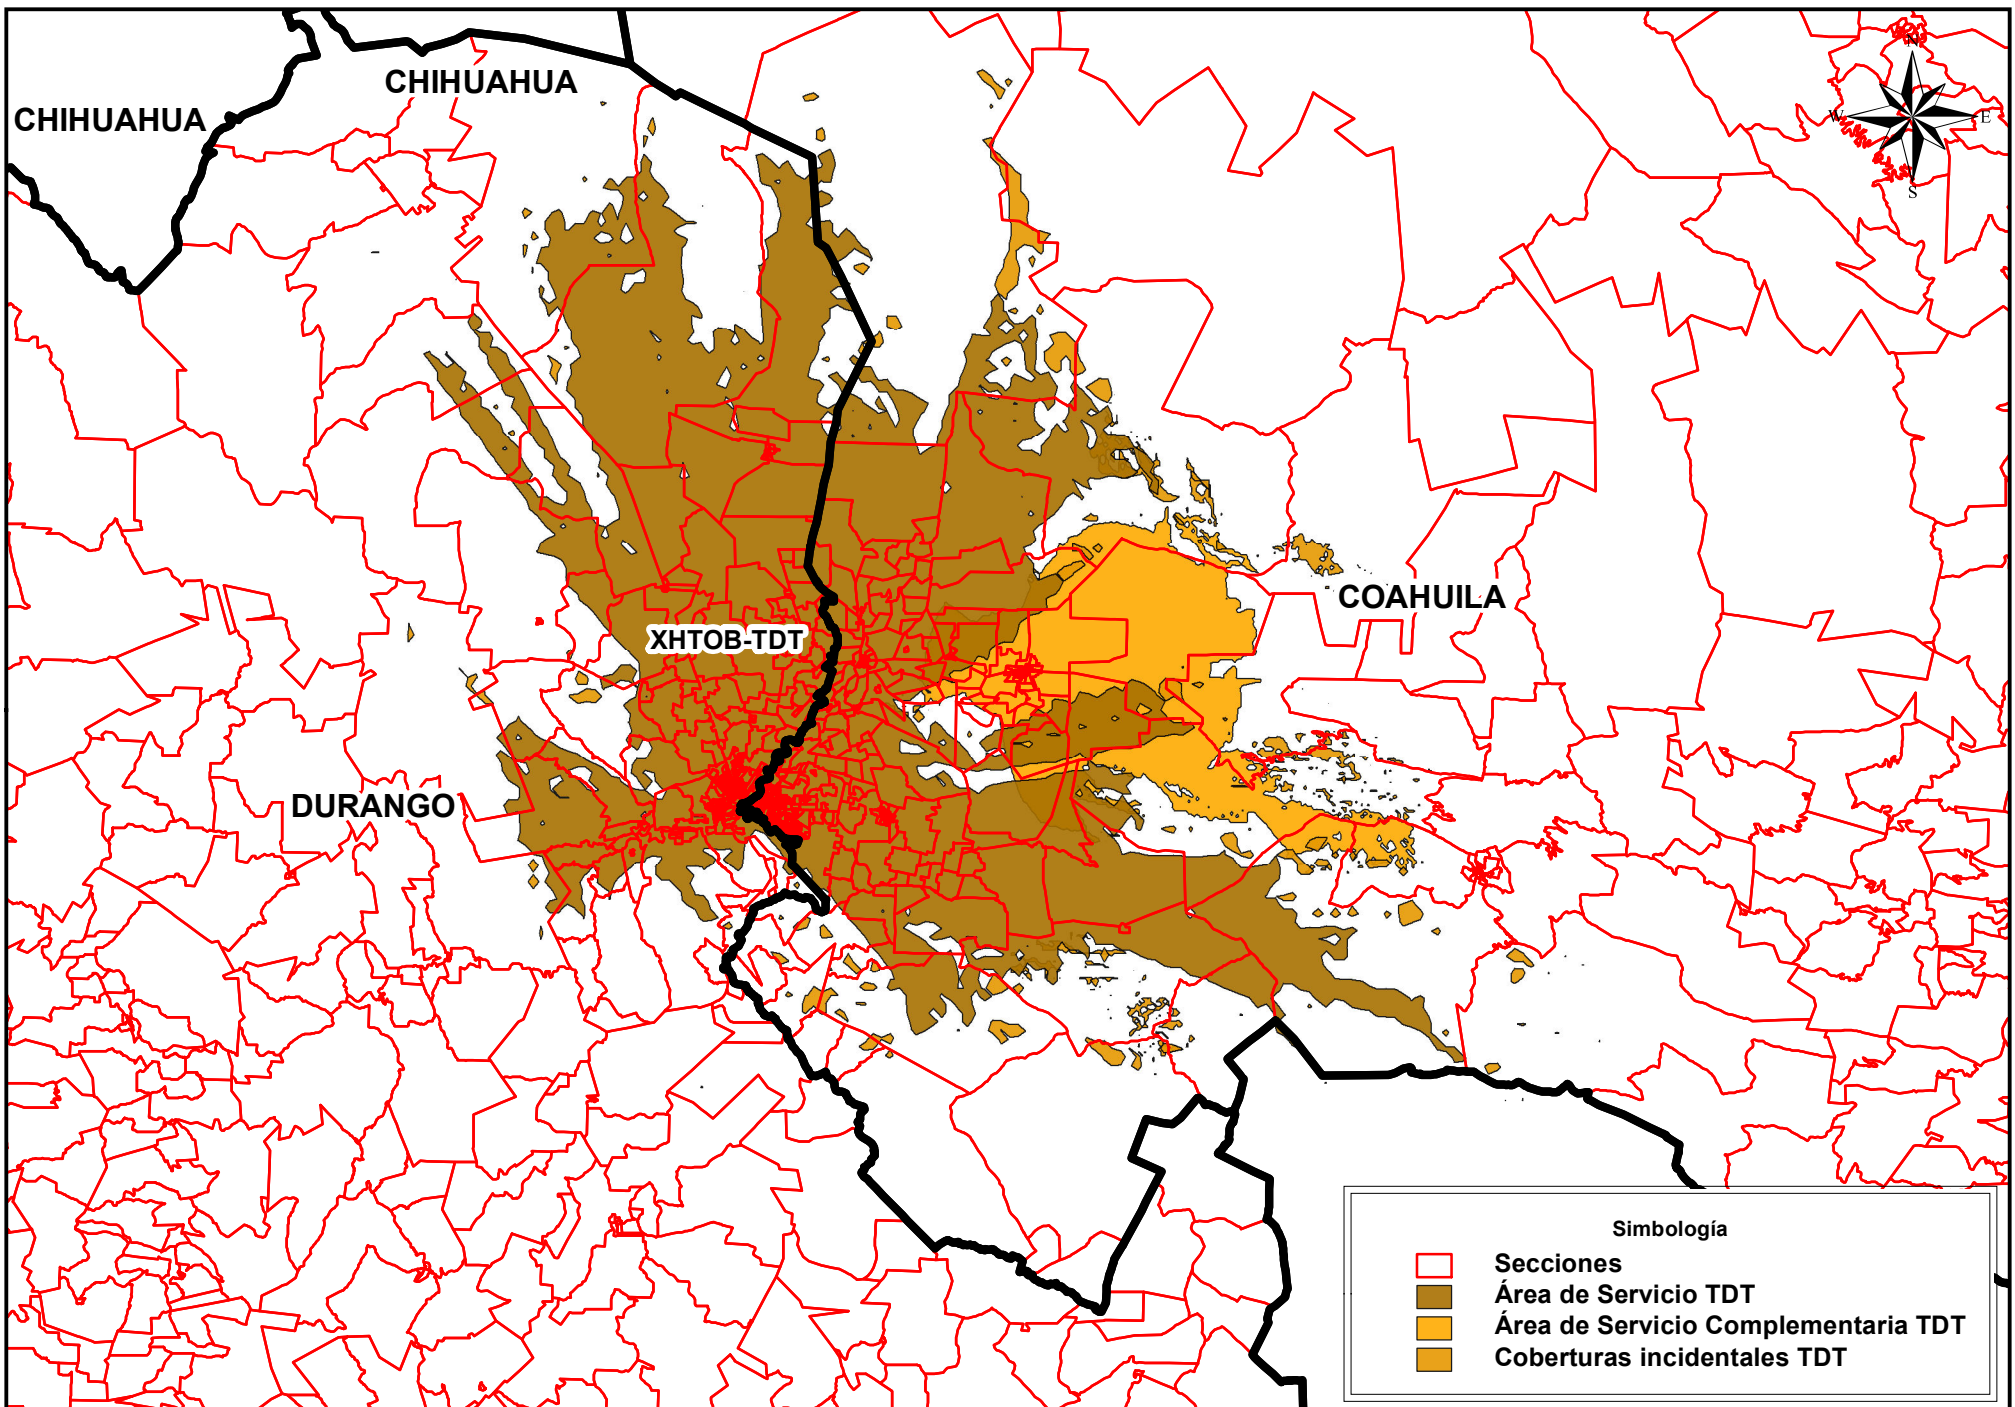 CHIHUAHUA
CHIHUAHUA
N
W
E
S
COAHUILA
XHTOB-TDT
DURANGO
Simbología
Secciones
Área de Servicio TDT
Área de Servicio Complementaria TDT
Coberturas incidentales TDT